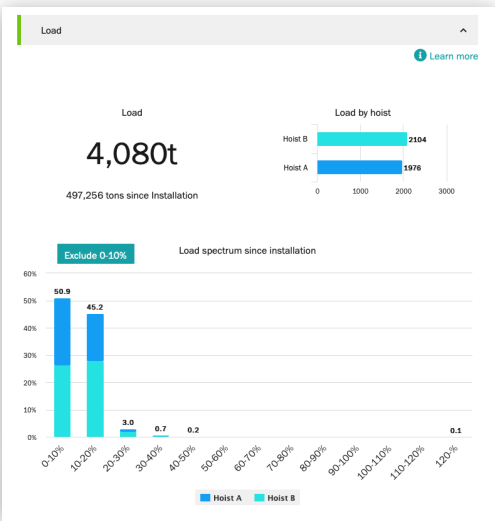 Load
Learn more
Load
4,080t
497,256 tons since Installation
Load by hoist
Hoist B
2104
Hoist A
1976
0 1000 2000 3000
Exclude 0-10%
Load spectrum since installation
60%
50%
40%
30%
20%
10%
0%
50.9
45.2
3.0
0.7
0.2
0.1
0-10% 10-20% 20-30% 30-40% 40-50% 50-60% 60-70% 70-80% 80-90% 90-100% 100-110% 110-120% 120-%
Hoist A Hoist B